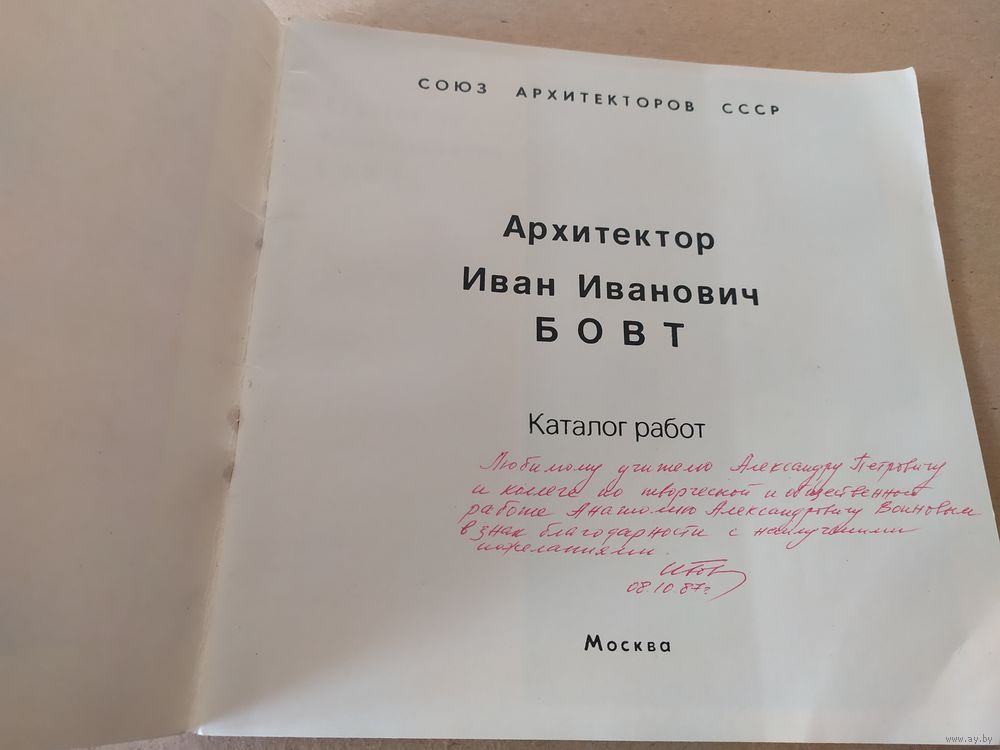 СОЮЗ АРХИТЕКТОРОВ СССР
Архитектор
Иван Иванович
БОВТ
Каталог работ
Любимому учителю Александру Петровичу
и коллеге по творческой и общественной
работе Анатолию Александровичу Воиновым
в знак благодарности с наилучшими
пожеланиями.
08.10.87г.
Москва
www.ay.by